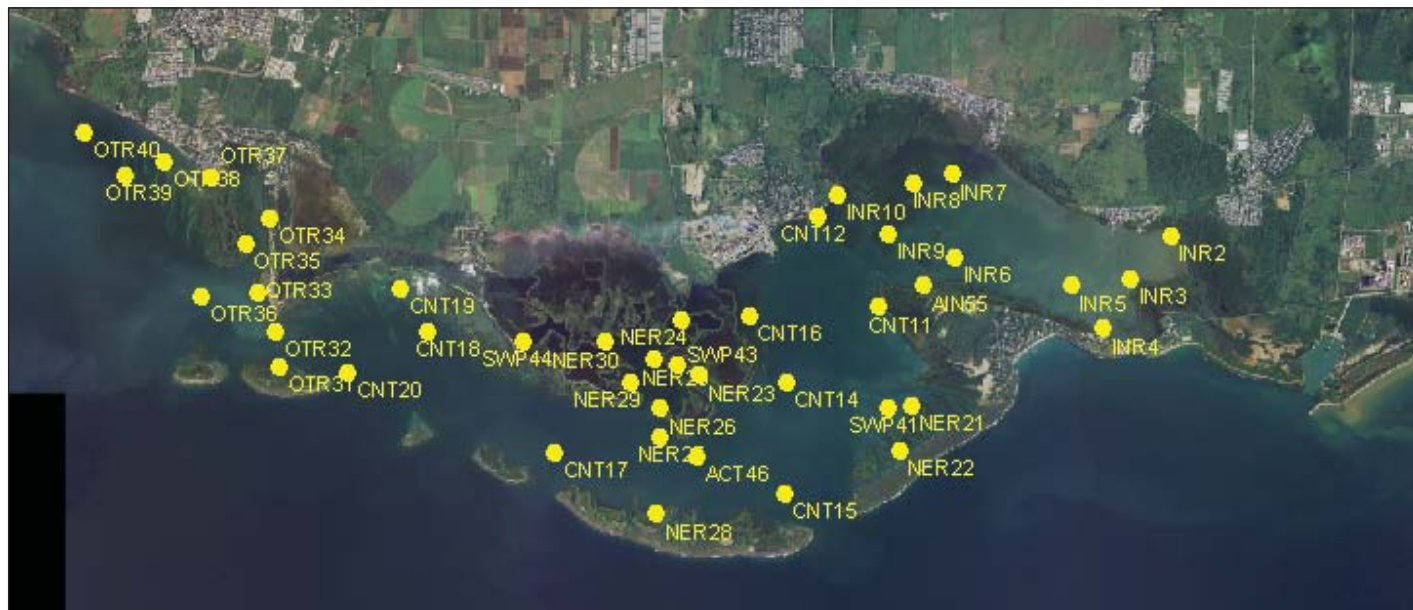 OTR40
OTR37
OTR38
OTR39
INR7
INR8
INR10
CNT12
OTR34
INR2
INR9
OTR35
INR6
INR3
OTR33
CNT19
AIN55
INR5
OTR36
CNT16
CNT11
INR4
OTR32
CNT18
NER24
SWP44
NER30
SWP43
OTR31
CNT20
NER23
CNT14
NER29
SWP41
NER21
NER26
NER22
CNT17
ACT46
CNT15
NER28